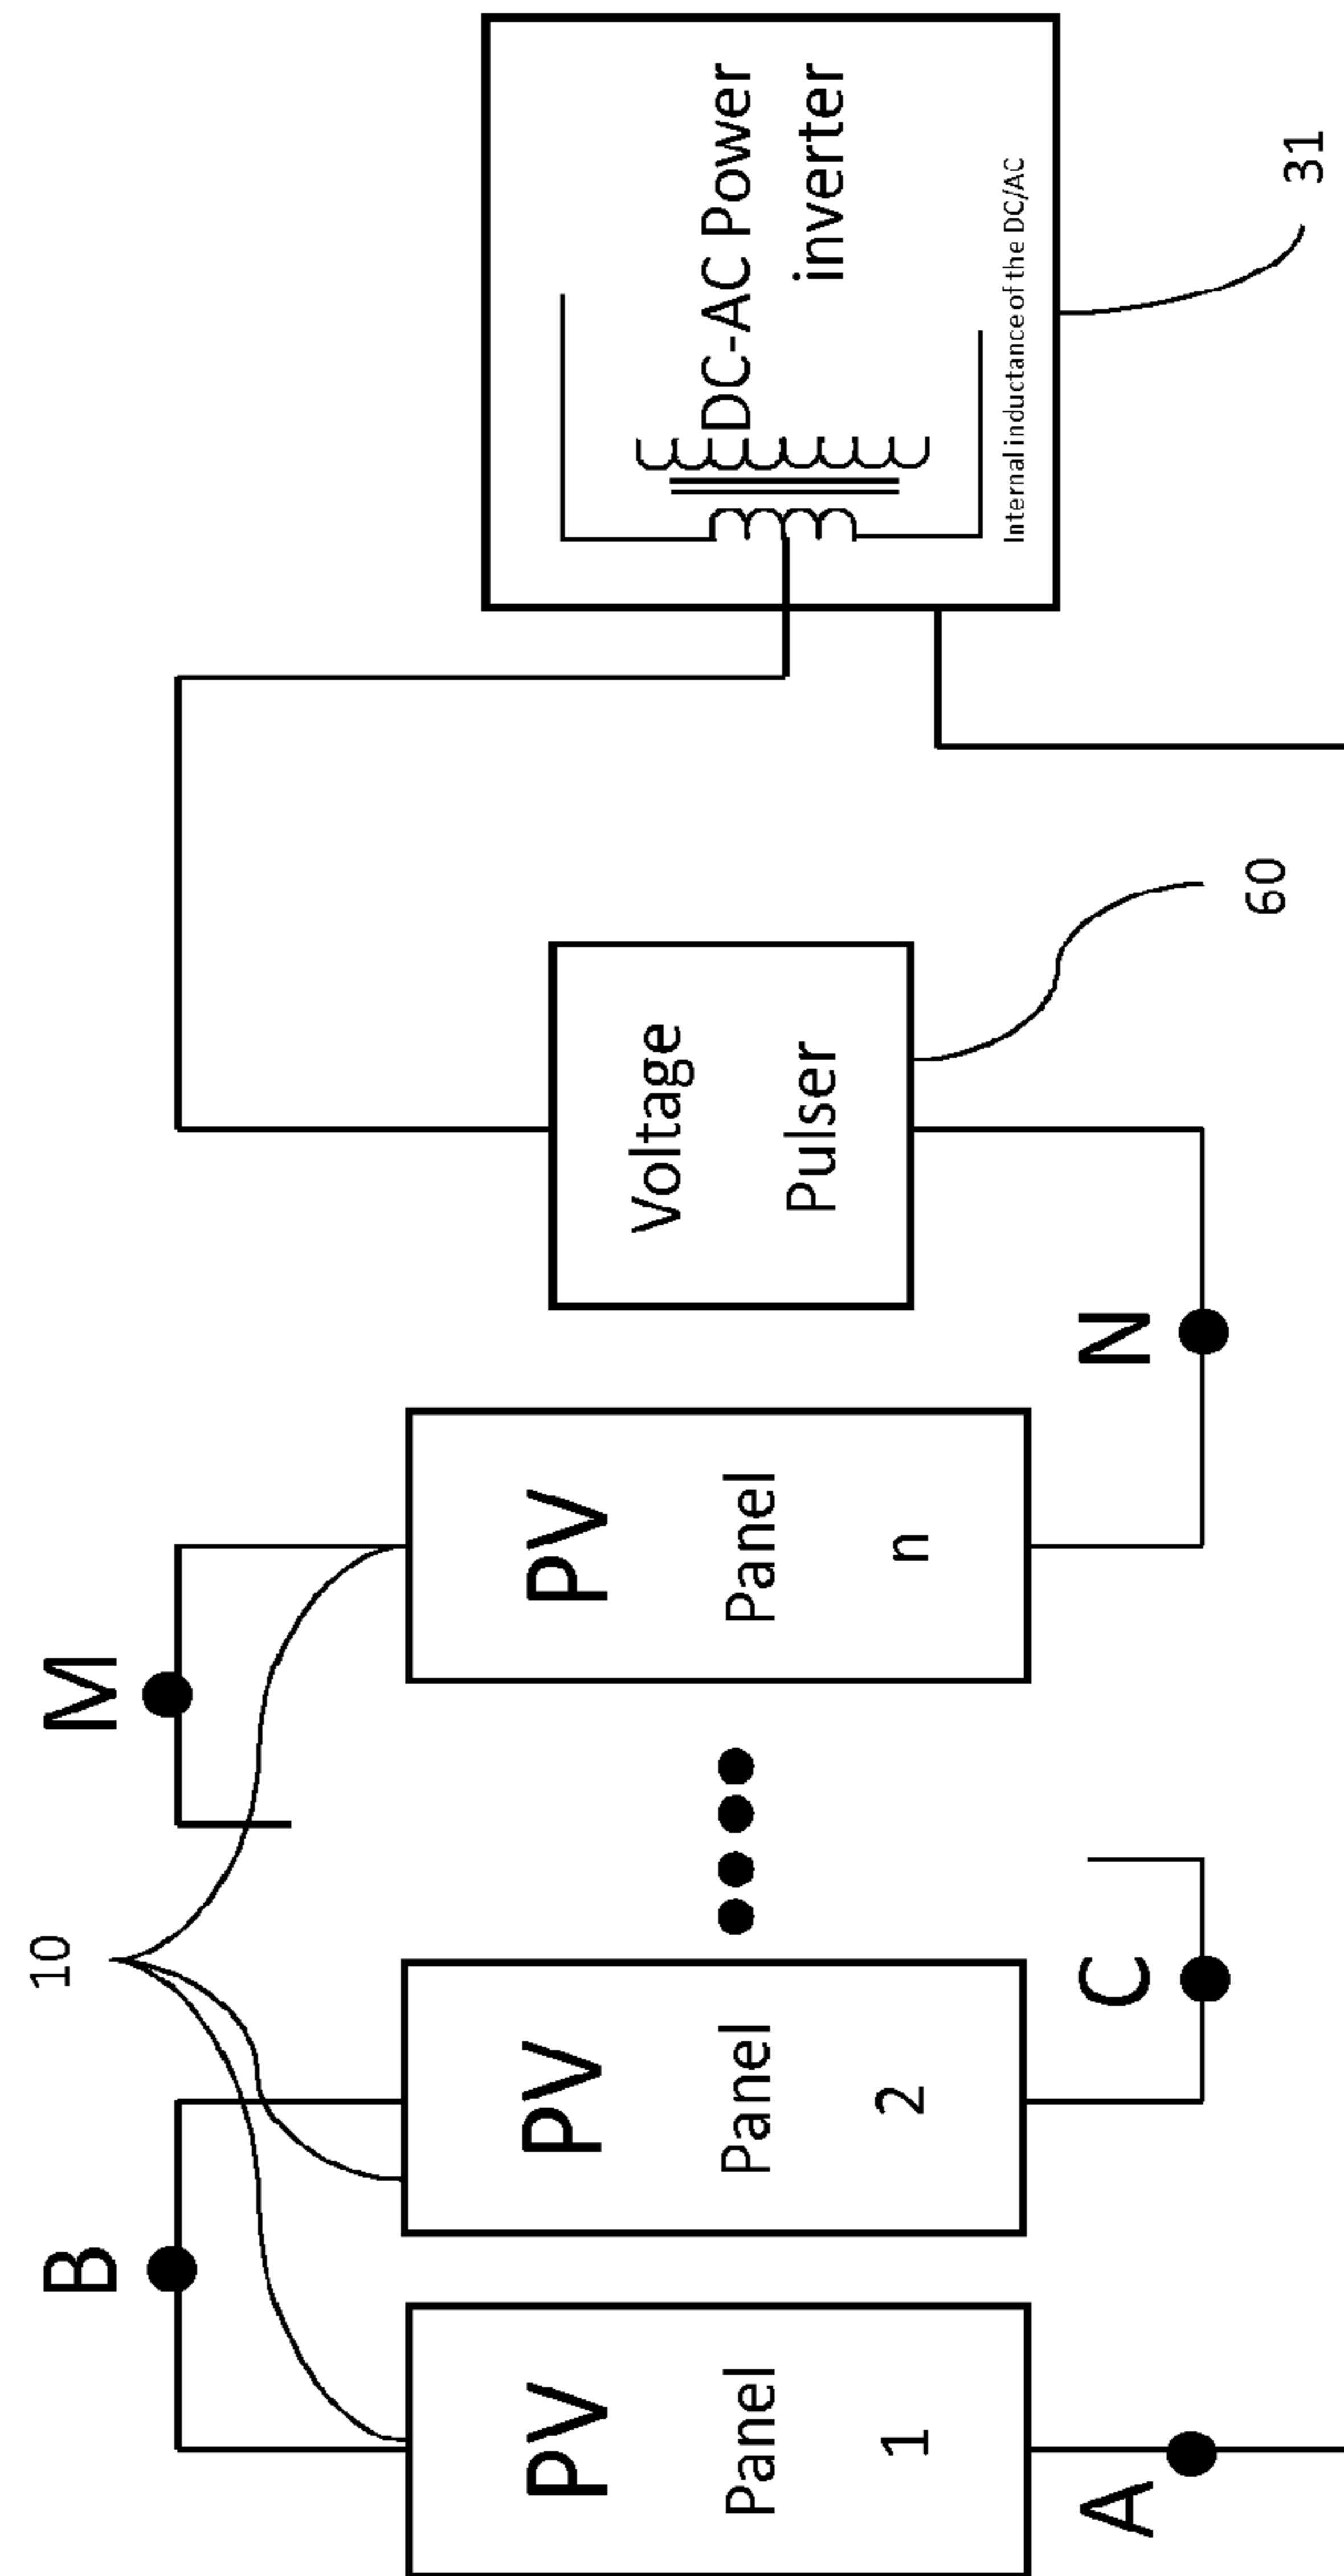 B
10
M
PV
Panel
1
PV
Panel
2
PV
Panel
n
Voltage
Pulser
DC-AC Power
inverter
Internal inductance of the DC/AC
A
C
N
60
31